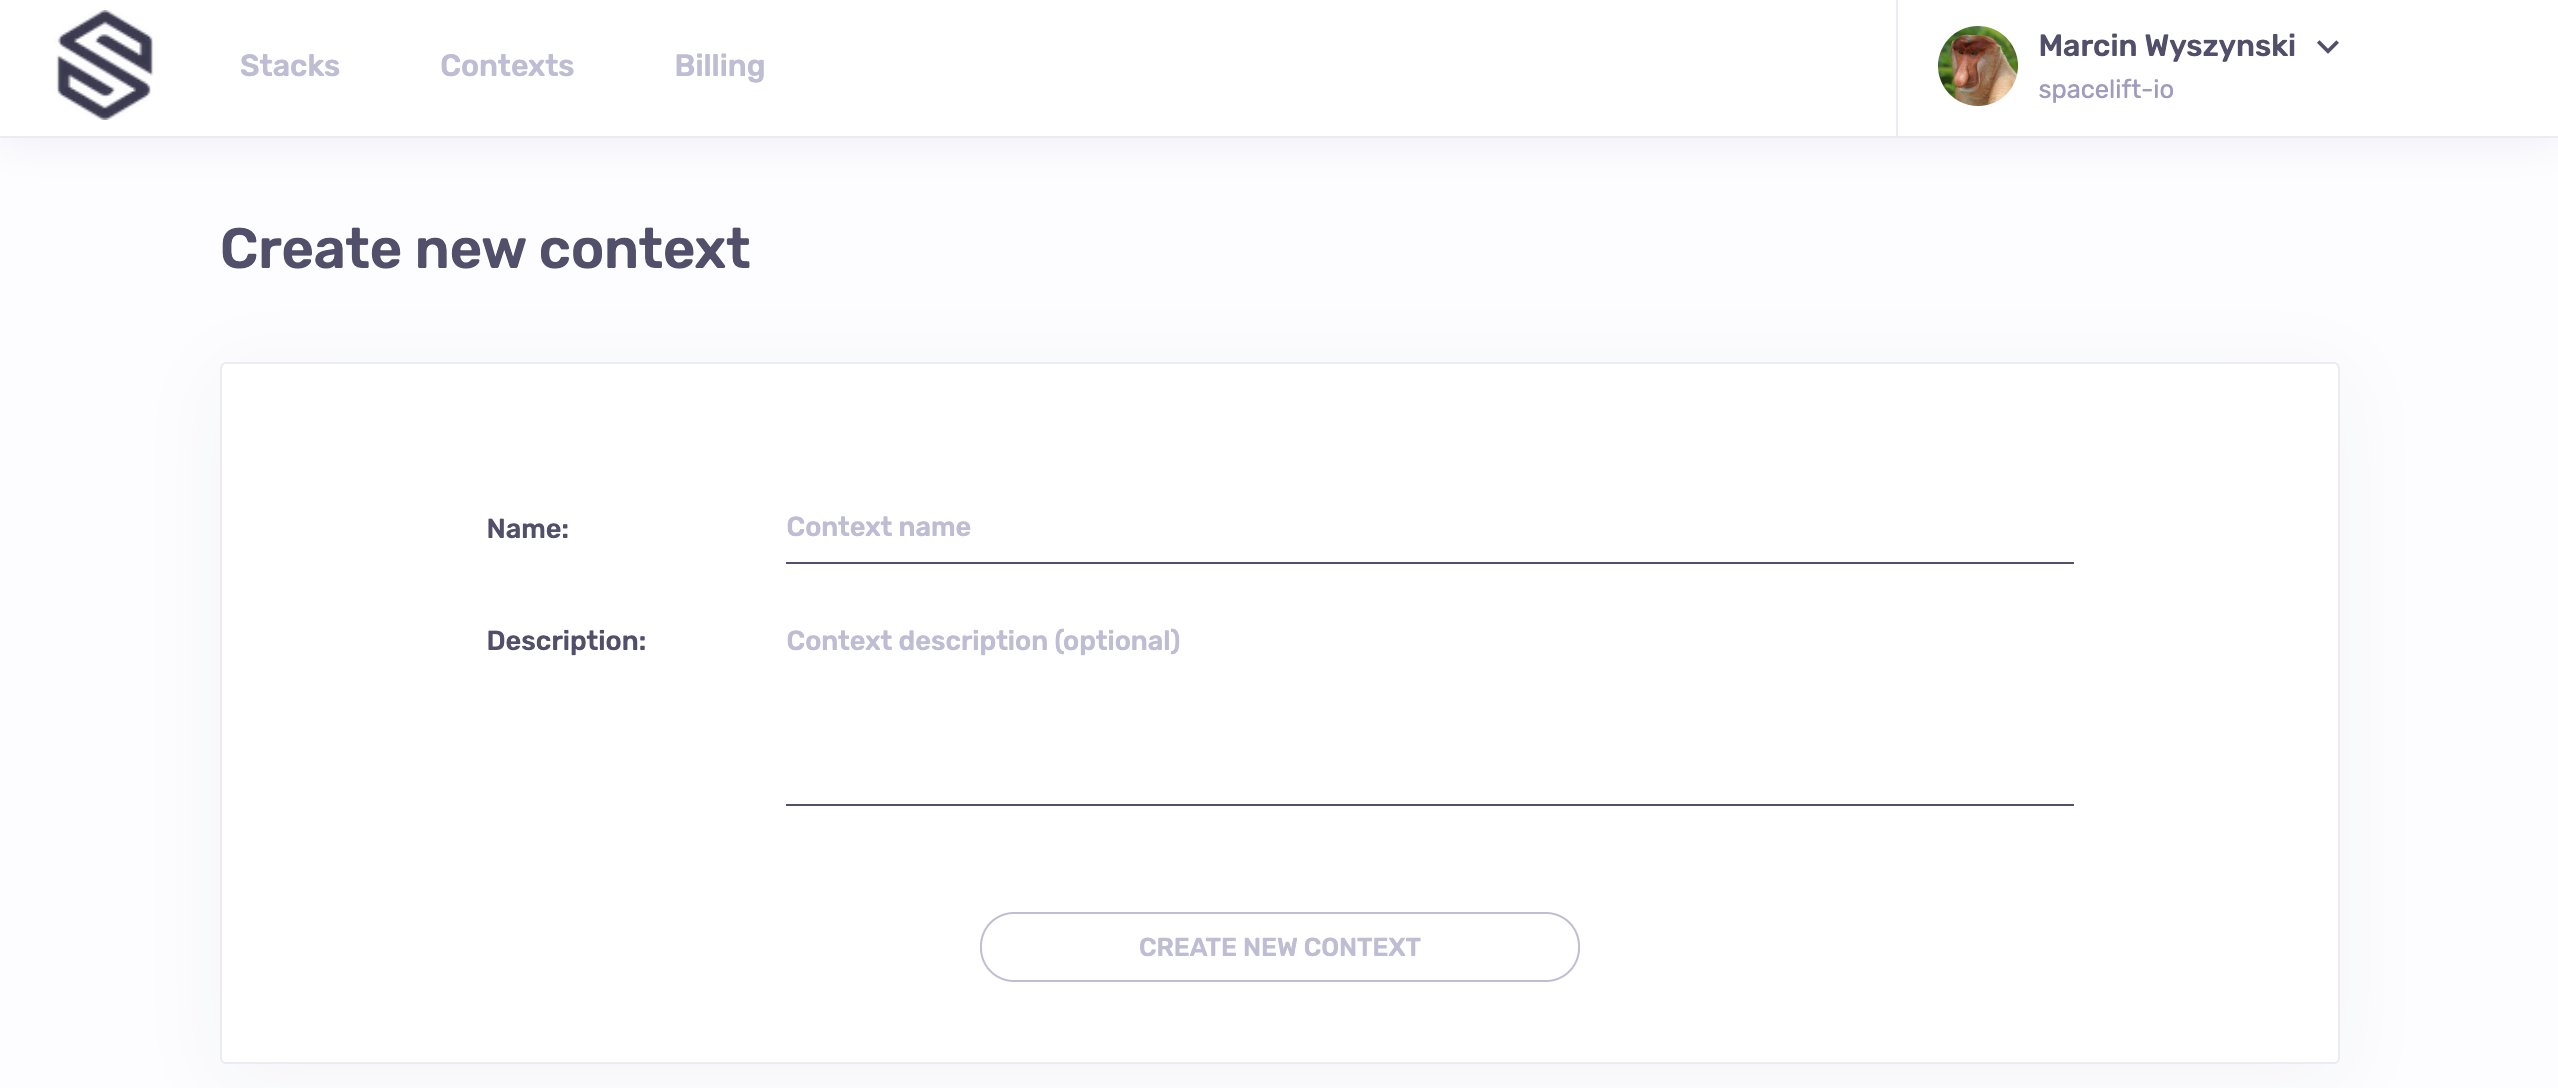 Stacks Contexts Billing
Marcin Wyszynski
spacelift-io
Create new context
Name: Context name
Description: Context description (optional)
CREATE NEW CONTEXT